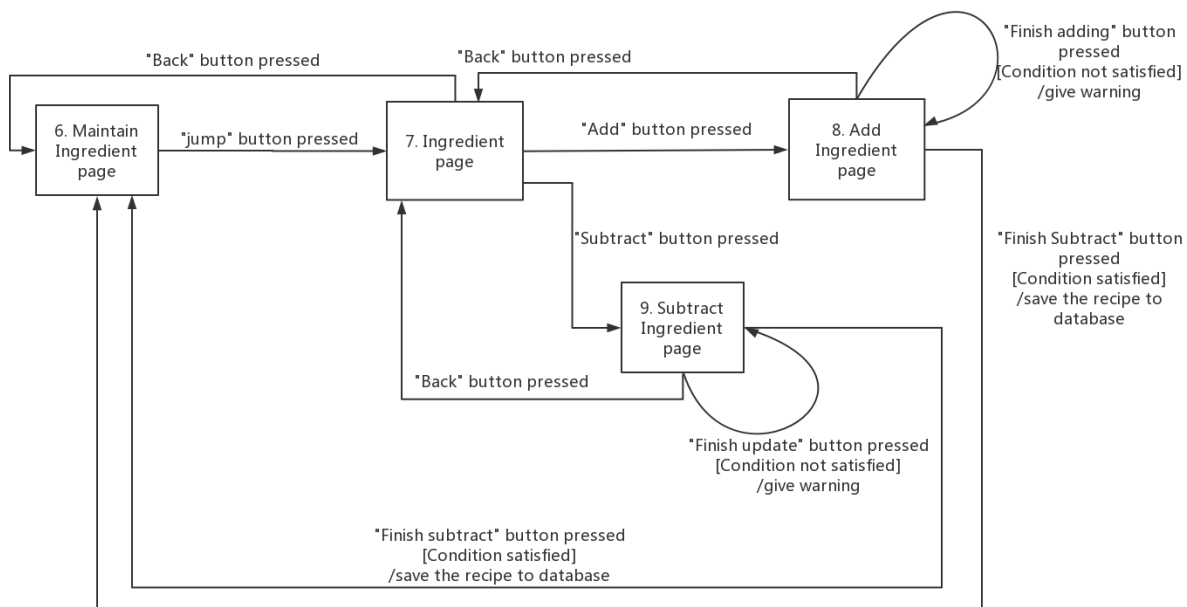 "Finish adding" button
pressed
[Condition not satisfied]
/give warning
"Back" button pressed
"Back" button pressed
6. Maintain
Ingredient
page
"jump" button pressed
7. Ingredient
page
"Add" button pressed
8. Add
Ingredient
page
"Subtract" button pressed
"Finish Subtract" button
pressed
[Condition satisfied]
/save the recipe to
database
9. Subtract
Ingredient
page
"Back" button pressed
"Finish update" button pressed
[Condition not satisfied]
/give warning
"Finish subtract" button pressed
[Condition satisfied]
/save the recipe to database